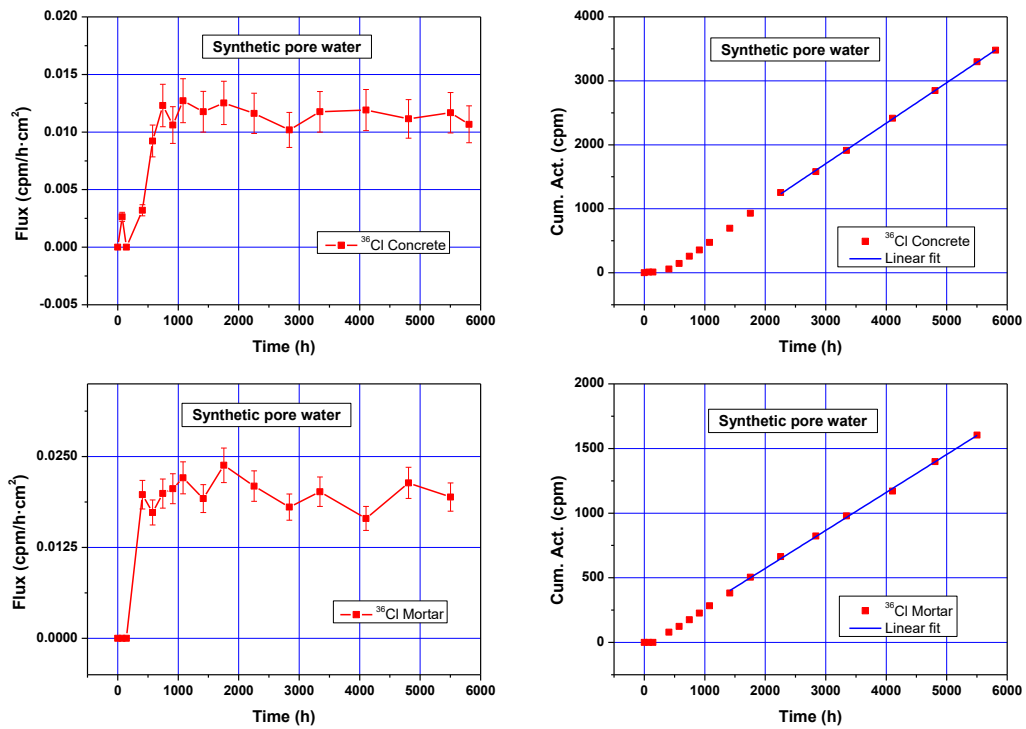 Synthetic pore water
Flux (cpm/h·cm²)
0.020
0.015
0.010
0.005
0.000
-0.005
³⁶Cl Concrete
0 1000 2000 3000 4000 5000 6000
Time (h)
Synthetic pore water
Cum. Act. (cpm)
4000
3000
2000
1000
0
³⁶Cl Concrete
Linear fit
0 1000 2000 3000 4000 5000 6000
Time (h)
Synthetic pore water
Flux (cpm/h·cm²)
0.0250
0.0125
0.0000
³⁶Cl Mortar
0 1000 2000 3000 4000 5000 6000
Time (h)
Synthetic pore water
Cum. Act. (cpm)
2000
1500
1000
500
0
³⁶Cl Mortar
Linear fit
0 1000 2000 3000 4000 5000 6000
Time (h)